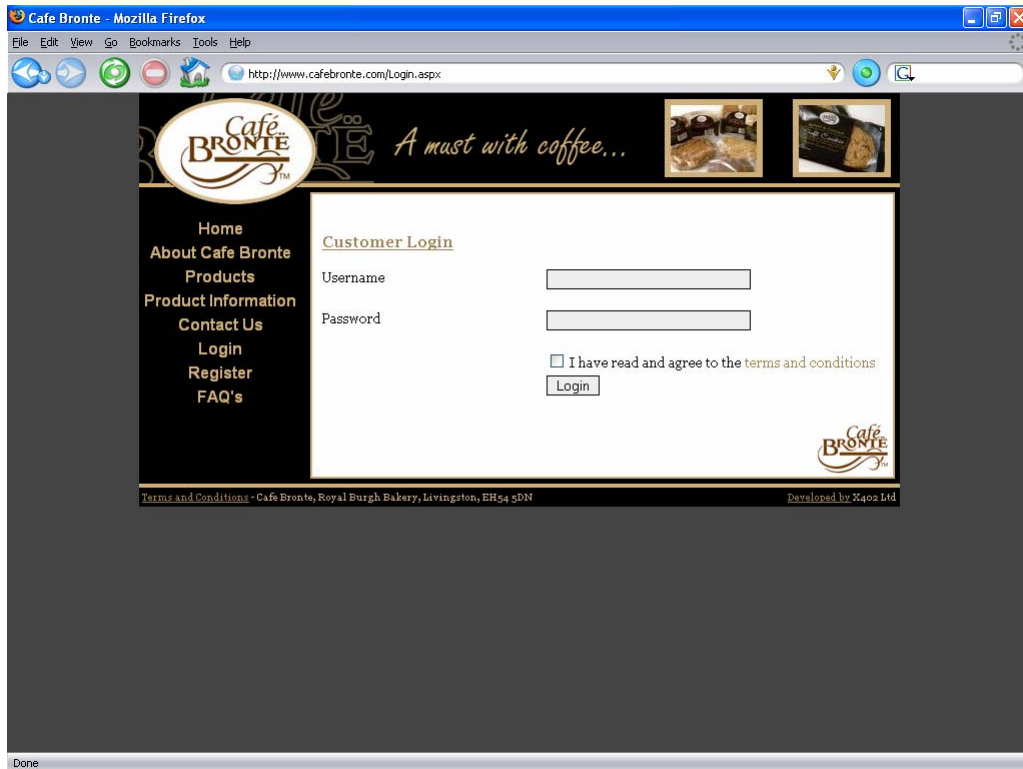 Cafe Bronte - Mozilla Firefox
File Edit View Go Bookmarks Tools Help
http://www.cafebronte.com/Login.aspx
G
Café
BRONTË
TM
A must with coffee...
Home
About Cafe Bronte
Products
Product Information
Contact Us
Login
Register
FAQ's
Customer Login
Username
Password
I have read and agree to the terms and conditions
Login
Café
BRONTË
TM
Terms and Conditions - Cafe Bronte, Royal Burgh Bakery, Livingston, EH54 5DN
Developed by X402 Ltd
Done